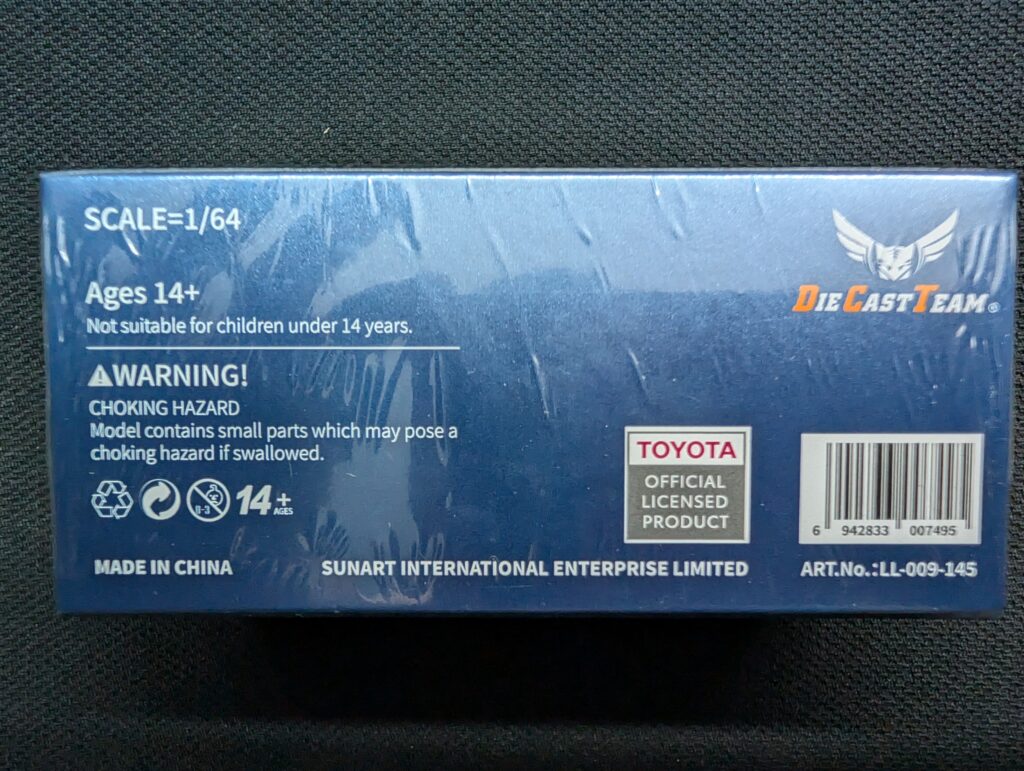 SCALE=1/64
DIECASTTEAM®
Ages 14+
Not suitable for children under 14 years.
WARNING!
CHOKING HAZARD
Model contains small parts which may pose a
choking hazard if swallowed.
0-3
14+
AGES
TOYOTA
OFFICIAL
LICENSED
PRODUCT
6 942833 007495
MADE IN CHINA
SUNART INTERNATIONAL ENTERPRISE LIMITED
ART.No.:LL-009-145